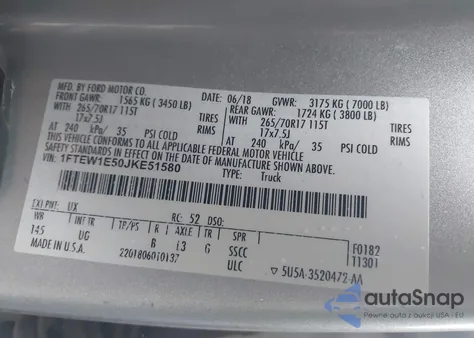 MFD. BY FORD MOTOR CO.
06/18 GVWR: 3175 KG ( 7000 LB)
FRONT GAWR: 1565 KG ( 3450 LB)
REAR GAWR: 1724 KG ( 3800 LB)
WITH 265/70R17 115T TIRES
WITH 265/70R17 115T TIRES
17x7.5J RIMS
17x7.5J RIMS
AT 240 kPa/ 35 PSI COLD
AT 240 kPa/ 35 PSI COLD
THIS VEHICLE CONFORMS TO ALL APPLICABLE FEDERAL MOTOR VEHICLE
SAFETY STANDARDS IN EFFECT ON THE DATE OF MANUFACTURE SHOWN ABOVE.
VIN: 1FTEW1E50JKE51580
TYPE: Truck
EXT PNT: UX RC: 52 DSO:
WB INT TR TP/PS R AXLE TR SPR
145 UG B L3 6 SSCC
F0182
T1301
MADE IN U.S.A. 2201806010137 ULC
5U5A-3520472-AA
autoSnap
Auctions from USA / EU